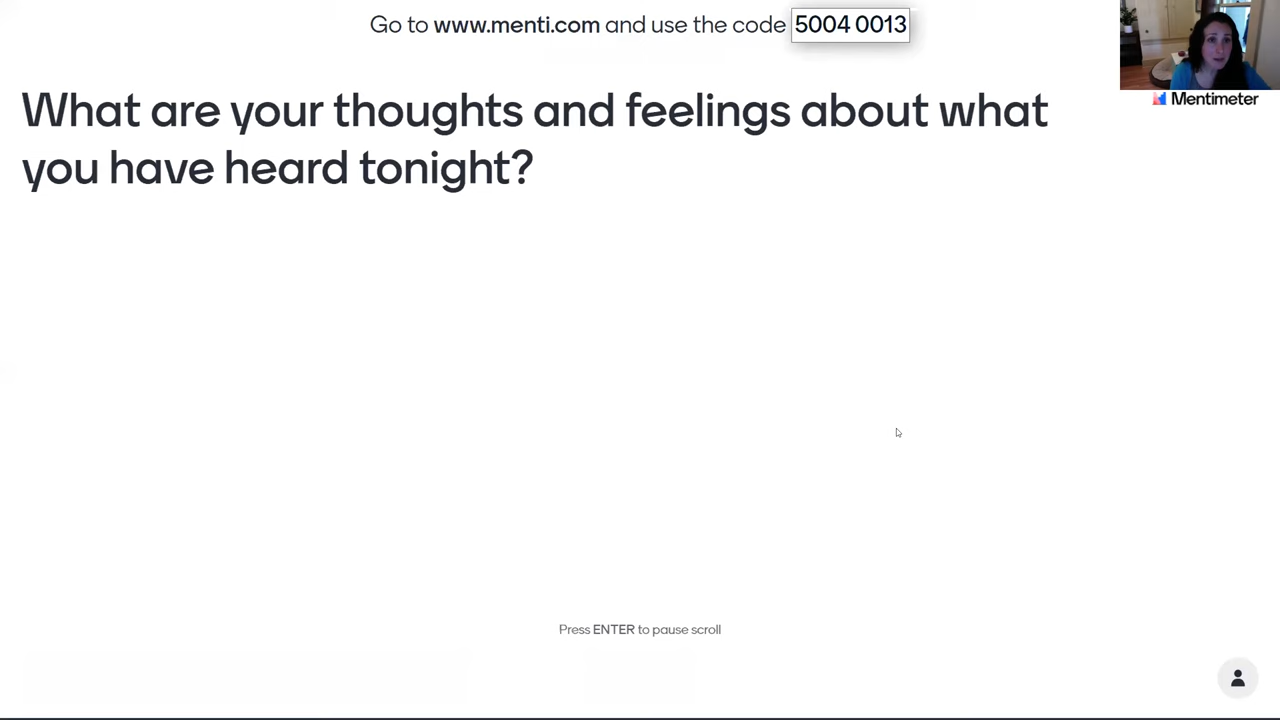 Go to www.menti.com and use the code 5004 0013
Mentimeter
What are your thoughts and feelings about what
you have heard tonight?
Press ENTER to pause scroll